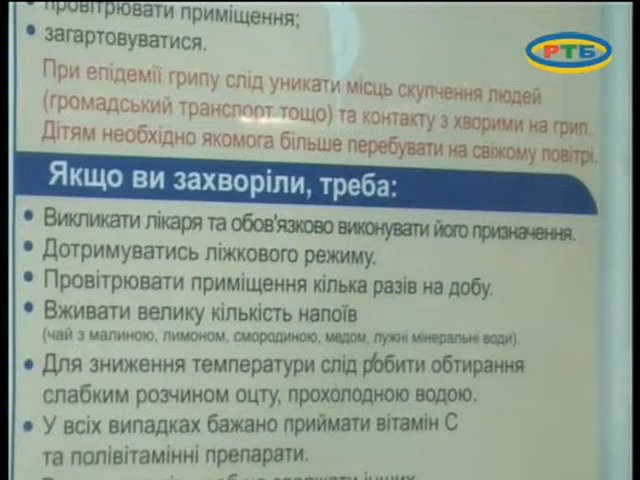 провітрювати приміщення;
• загартовуватися.
РТБ
При епідемії грипу слід уникати місць скупчення людей
(громадський транспорт тощо) та контакту з хворими на грип.
Дітям необхідно якомога більше перебувати на свіжому повітрі.
Якщо ви захворіли, треба:
• Викликати лікаря та обов'язково виконувати його призначення.
• Дотримуватись ліжкового режиму.
• Провітрювати приміщення кілька разів на добу.
• Вживати велику кількість напоїв
(чай з малиною, лимоном, смородиною, медом, лужні мінеральні води).
• Для зниження температури слід робити обтирання
слабким розчином оцту, прохолодною водою.
• У всіх випадках бажано приймати вітамін С
та полівітамінні препарати.